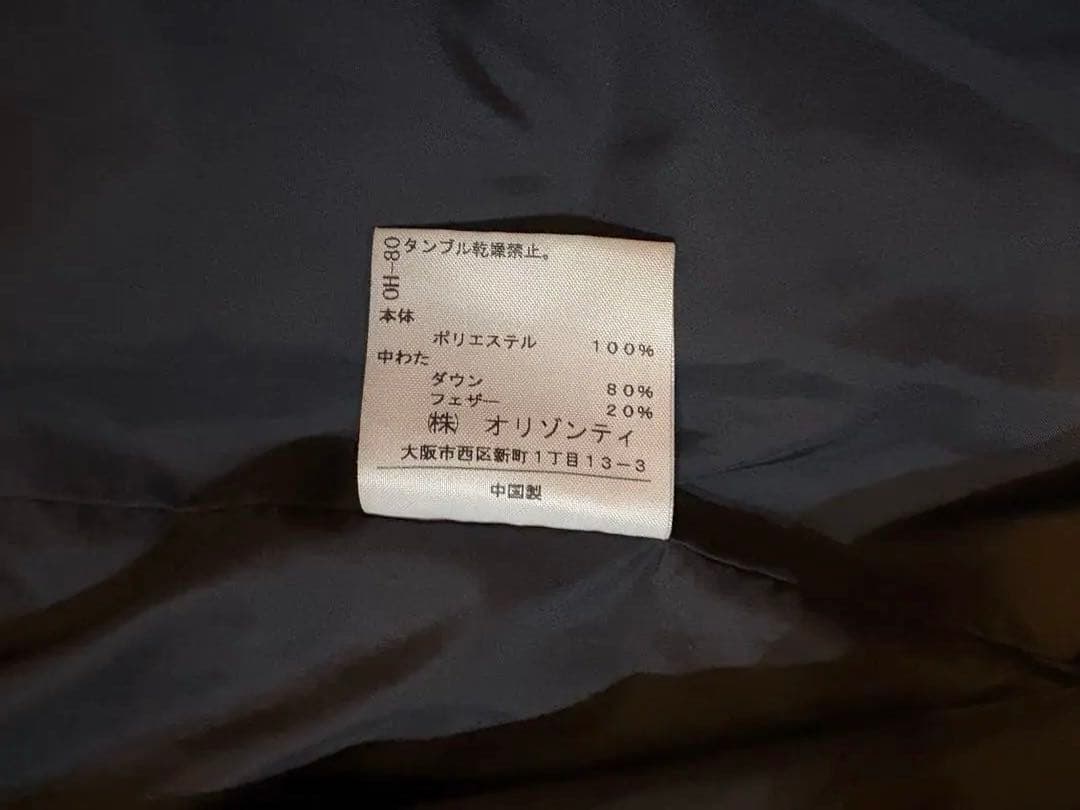 タンブル乾燥禁止。
OH-80
本体
ポリエステル 100%
中わた
ダウン 80%
フェザー 20%
㈱ オリゾンティ
大阪市西区新町1丁目13-3
中国製